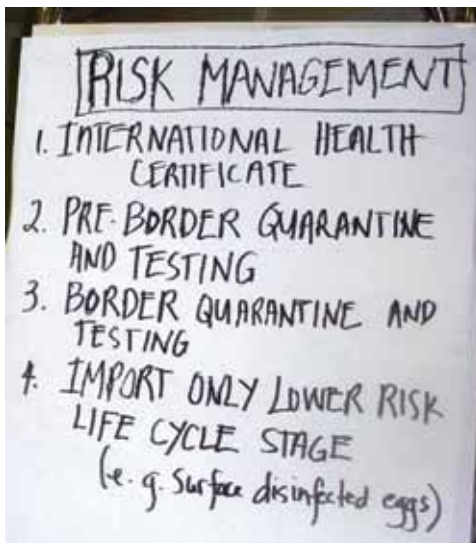 RISK MANAGEMENT
1. INTERNATIONAL HEALTH
CERTIFICATE
2. PRE-BORDER QUARANTINE
AND TESTING
3. BORDER QUARANTINE AND
TESTING
4. IMPORT ONLY LOWER RISK
LIFE CYCLE STAGE
(e.g. Surface disinfected eggs)